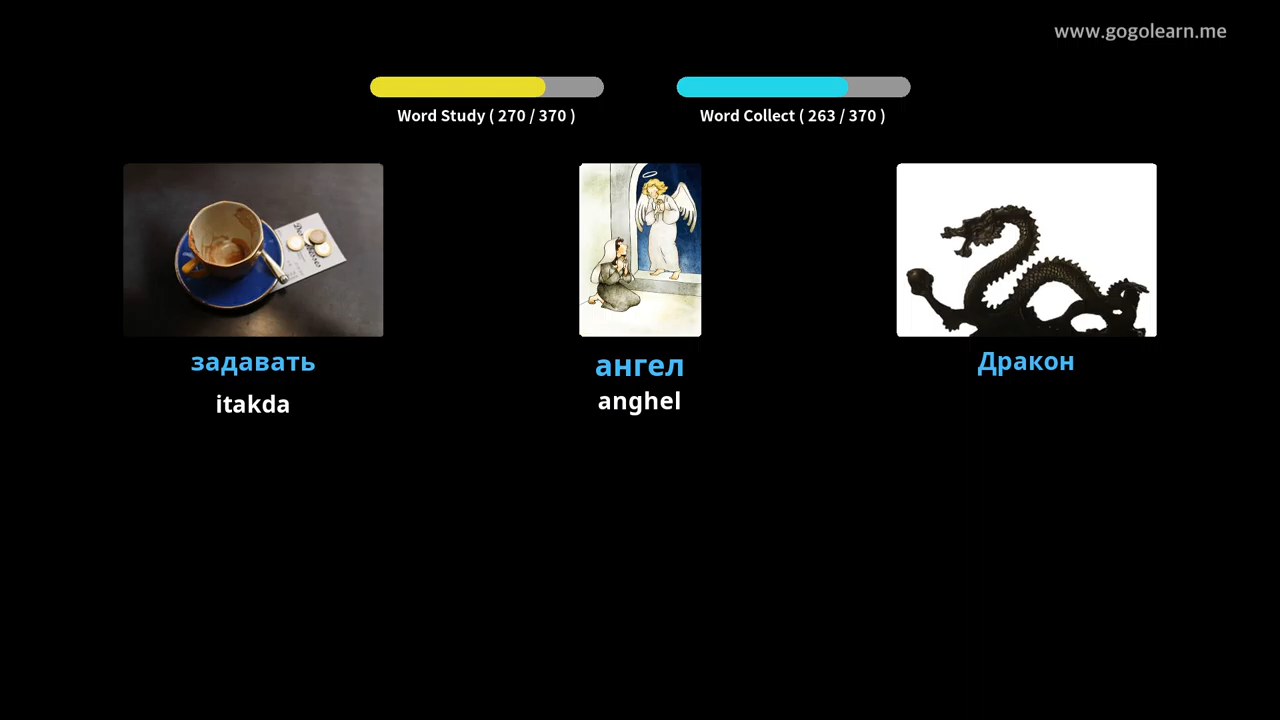 www.gogolearn.me
Word Study ( 270 / 370 )
Word Collect ( 263 / 370 )
задавать
ангел
Дракон
itakda
anghel